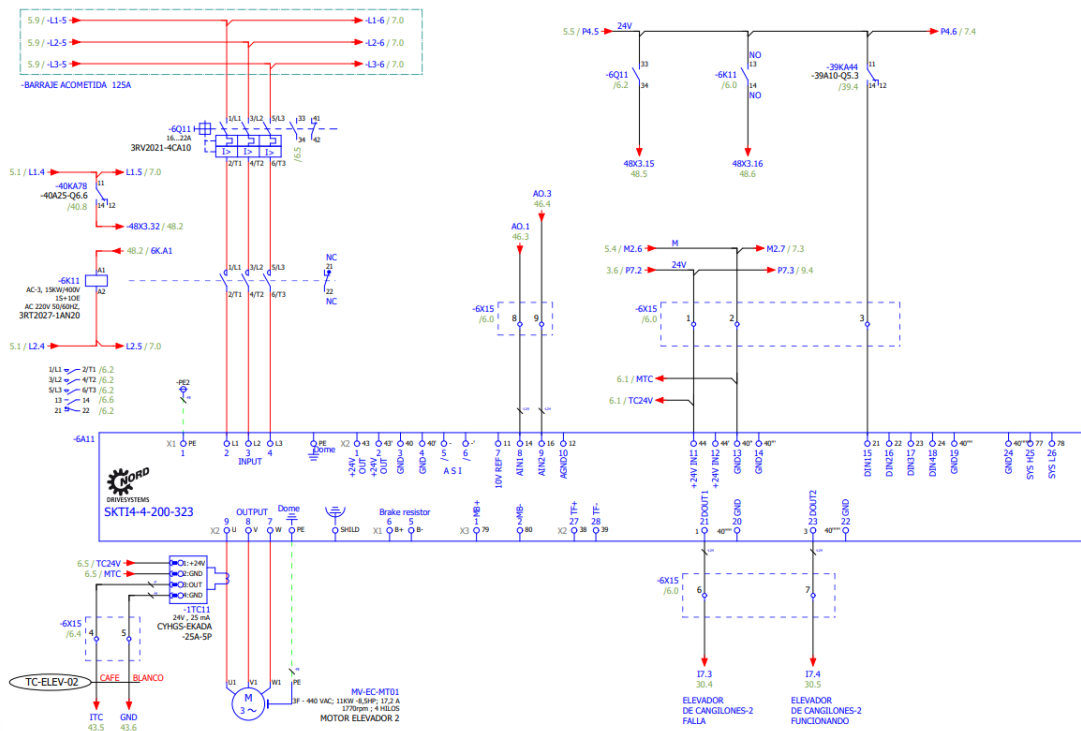 5.9 / -L1-5
-L1-6 / 7.0
5.9 / -L2-5
-L2-6 / 7.0
5.9 / -L3-5
-L3-6 / 7.0
-BARRAJE ACOMETIDA 125A
5.5 / P4.5
24V
P4.6 / 7.4
33
-6Q11
/6.2
34
NO
13
-6K11
/6.0
14
NO
-39KA44
-39A10-Q5.3
/39.4
11
14
12
48X3.15
48.5
48X3.16
48.6
-6Q11
16...22A
3RV2021-4CA10
1/L1
3/L2
5/L3
33
41
34
42
/6.5
I>
I>
I>
2/T1
4/T2
6/T3
5.1 / L1.4
L1.5 / 7.0
-40KA78
-40A25-Q6.6
/40.8
11
14
12
-48X3.32 / 48.2
48.2 / 6K.A1
A1
-6K11
AC-3, 15KW/400V
1S+1OE
AC 220V 50/60HZ,
3RT2027-1AN20
A2
1/L1
3/L2
5/L3
2/T1
4/T2
6/T3
NC
21
22
NC
5.1 / L2.4
L2.5 / 7.0
1/L1
2/T1
/6.2
3/L2
4/T2
/6.2
5/L3
6/T3
/6.2
13
14
/6.6
21
22
/6.2
-PE2
AO.3
46.4
AO.1
46.3
-6X15
/6.0
8
9
5.4 / M2.6
M
M2.7 / 7.3
3.6 / P7.2
24V
P7.3 / 9.4
-6X15
/6.0
1
2
3
6.1 / MTC
6.1 / TC24V
-6A11
X1
PE
1
L1
2
L2
3
L3
4
INPUT
PE
Dome
X2
43
1
+24V OUT
43'
2
+24V OUT
40
3
GND
40'
4
GND
-
5
-'
6
A S I
11
7
10V REF
14
8
AIN1
16
9
AIN2
12
10
AGND
44
11
+24V IN
44'
12
+24V IN
40"
13
GND
40'''
14
GND
21
15
DIN1
22
16
DIN2
23
17
DIN3
24
18
DIN4
40''''
19
GND
24
GND
77
25
SYS H
78
26
SYS L
NORD
DRIVESYSTEMS
SKTI4-4-200-323
OUTPUT
X2
9
U
8
V
7
W
Dome
PE
SHILD
Brake resistor
X1
6
B+
5
B-
X3
MB+
1
79
MB-
2
80
X2
TF+
27
38
TF-
28
39
DOUT1
21
1
GND
20
DOUT2
23
3
GND
22
6.5 / TC24V
6.5 / MTC
1:+24V
2:GND
3:OUT
4:GND
-1TC11
24V , 25 mA
CYHGS-EKADA
-25A-5P
-6X15
/6.4
4
5
TC-ELEV-02
CAFE
BLANCO
ITC
43.5
GND
43.6
U1
V1
W1
PE
M
3 ~
MV-EC-MT01
3F - 440 VAC; 11KW -8,5HP; 17,2 A
1770rpm ; 4 HILOS
MOTOR ELEVADOR 2
-6X15
/6.0
6
7
I7.3
30.4
I7.4
30.5
ELEVADOR
DE CANGILONES-2
FALLA
ELEVADOR
DE CANGILONES-2
FUNCIONANDO